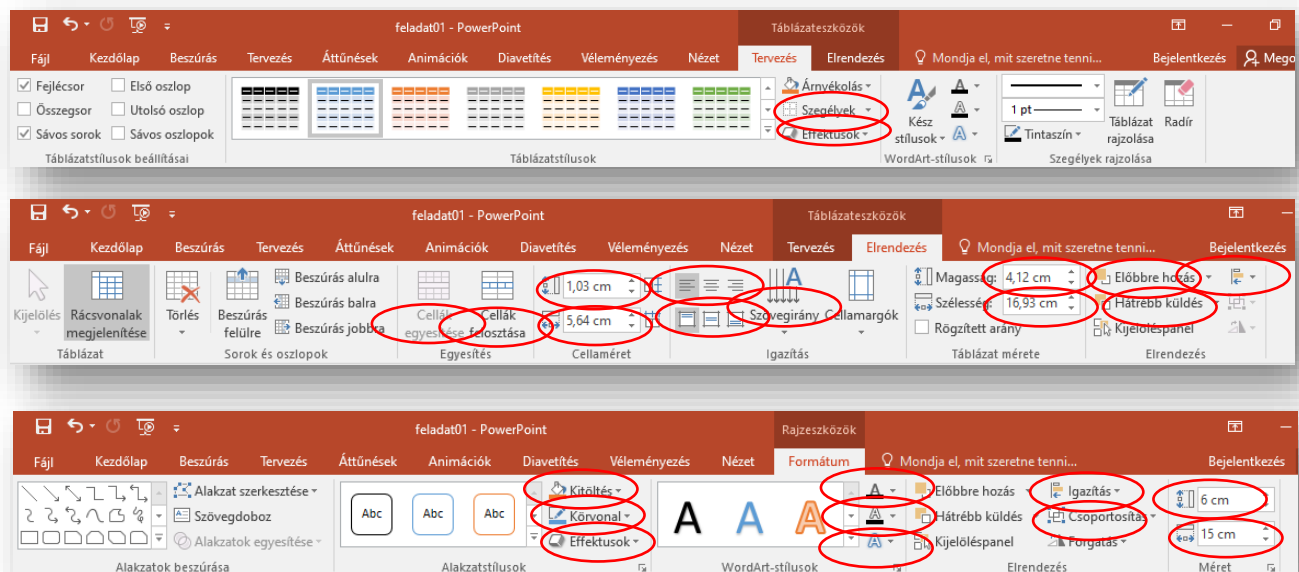 feladat01 - PowerPoint
Táblázateszközök
Fájl Kezdőlap Beszúrás Tervezés Áttűnések Animációk Diavetítés Véleményezés Nézet Tervezés Elrendezés Mondja el, mit szeretne tenni... Bejelentkezés Mego
Fejlécsor Első oszlop Árnyékolás
Összegsor Utolsó oszlop Szegélyek 1 pt
Sávos sorok Sávos oszlopok Effektusok
Kész stílusok
Tintaszín
Táblázat rajzolása
Radír
Táblázatstílusok beállításai Táblázatstílusok WordArt-stílusok Szegélyek rajzolása
feladat01 - PowerPoint
Táblázateszközök
Fájl Kezdőlap Beszúrás Tervezés Áttűnések Animációk Diavetítés Véleményezés Nézet Tervezés Elrendezés Mondja el, mit szeretne tenni... Bejelentkezés
Kijelölés
Rácsvonalak megjelenítése
Törlés
Beszúrás felülre
Beszúrás alulra
Beszúrás balra
Beszúrás jobbra
Cellák egyesítése
Cellák felosztása
1,03 cm
5,64 cm
Szövegirány
Cellamargók
Magasság: 4,12 cm
Szélesség: 16,93 cm
Rögzített arány
Előbbre hozás
Hátrébb küldés
Kijelöléspanel
Táblázat Sorok és oszlopok Egyesítés Cellaméret Igazítás Táblázat mérete Elrendezés
feladat01 - PowerPoint
Rajzeszközök
Fájl Kezdőlap Beszúrás Tervezés Áttűnések Animációk Diavetítés Véleményezés Nézet Formátum Mondja el, mit szeretne tenni... Bejelentkezés
Alakzat szerkesztése
Szövegdoboz
Alakzatok egyesítése
Abc Abc Abc
Kitöltés
Körvonal
Effektusok
A A A
Előbbre hozás
Hátrébb küldés
Kijelöléspanel
Igazítás
Csoportosítás
Forgatás
6 cm
15 cm
Alakzatok beszúrása Alakzatstílusok WordArt-stílusok Elrendezés Méret